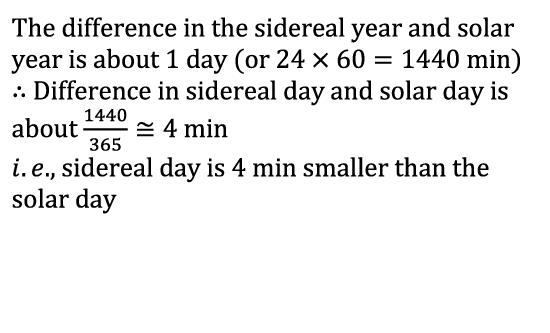 The difference in the sidereal year and solar
year is about 1 day (or 24 × 60 = 1440 min)
∴ Difference in sidereal day and solar day is
about 1440/365 ≅ 4 min
i. e., sidereal day is 4 min smaller than the
solar day